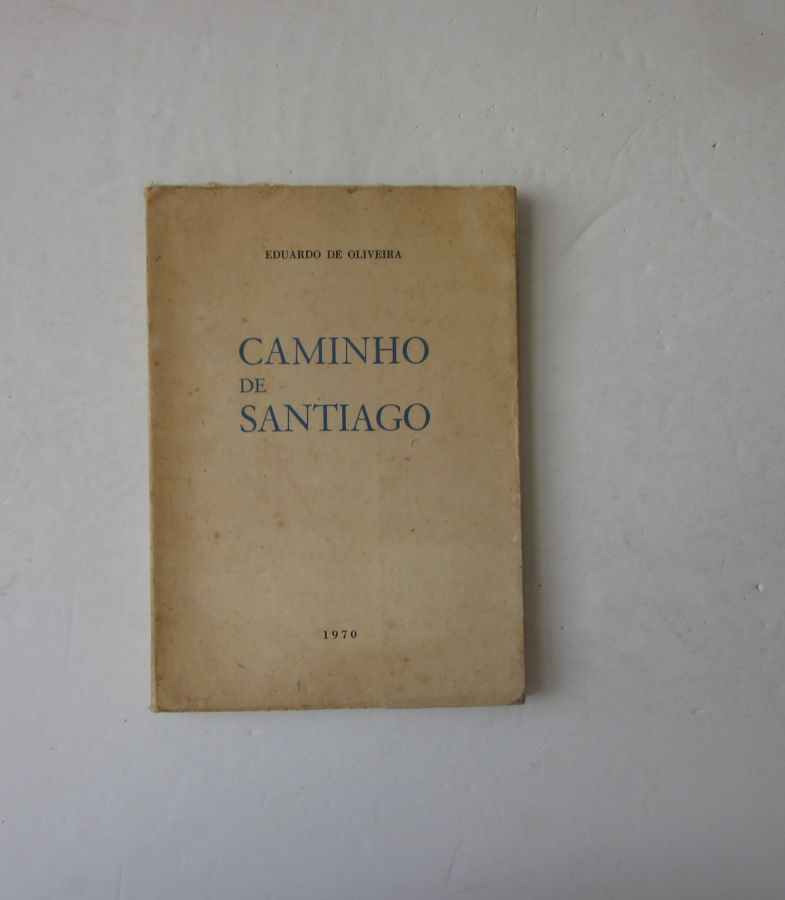 EDUARDO DE OLIVEIRA
CAMINHO
DE
SANTIAGO
1970